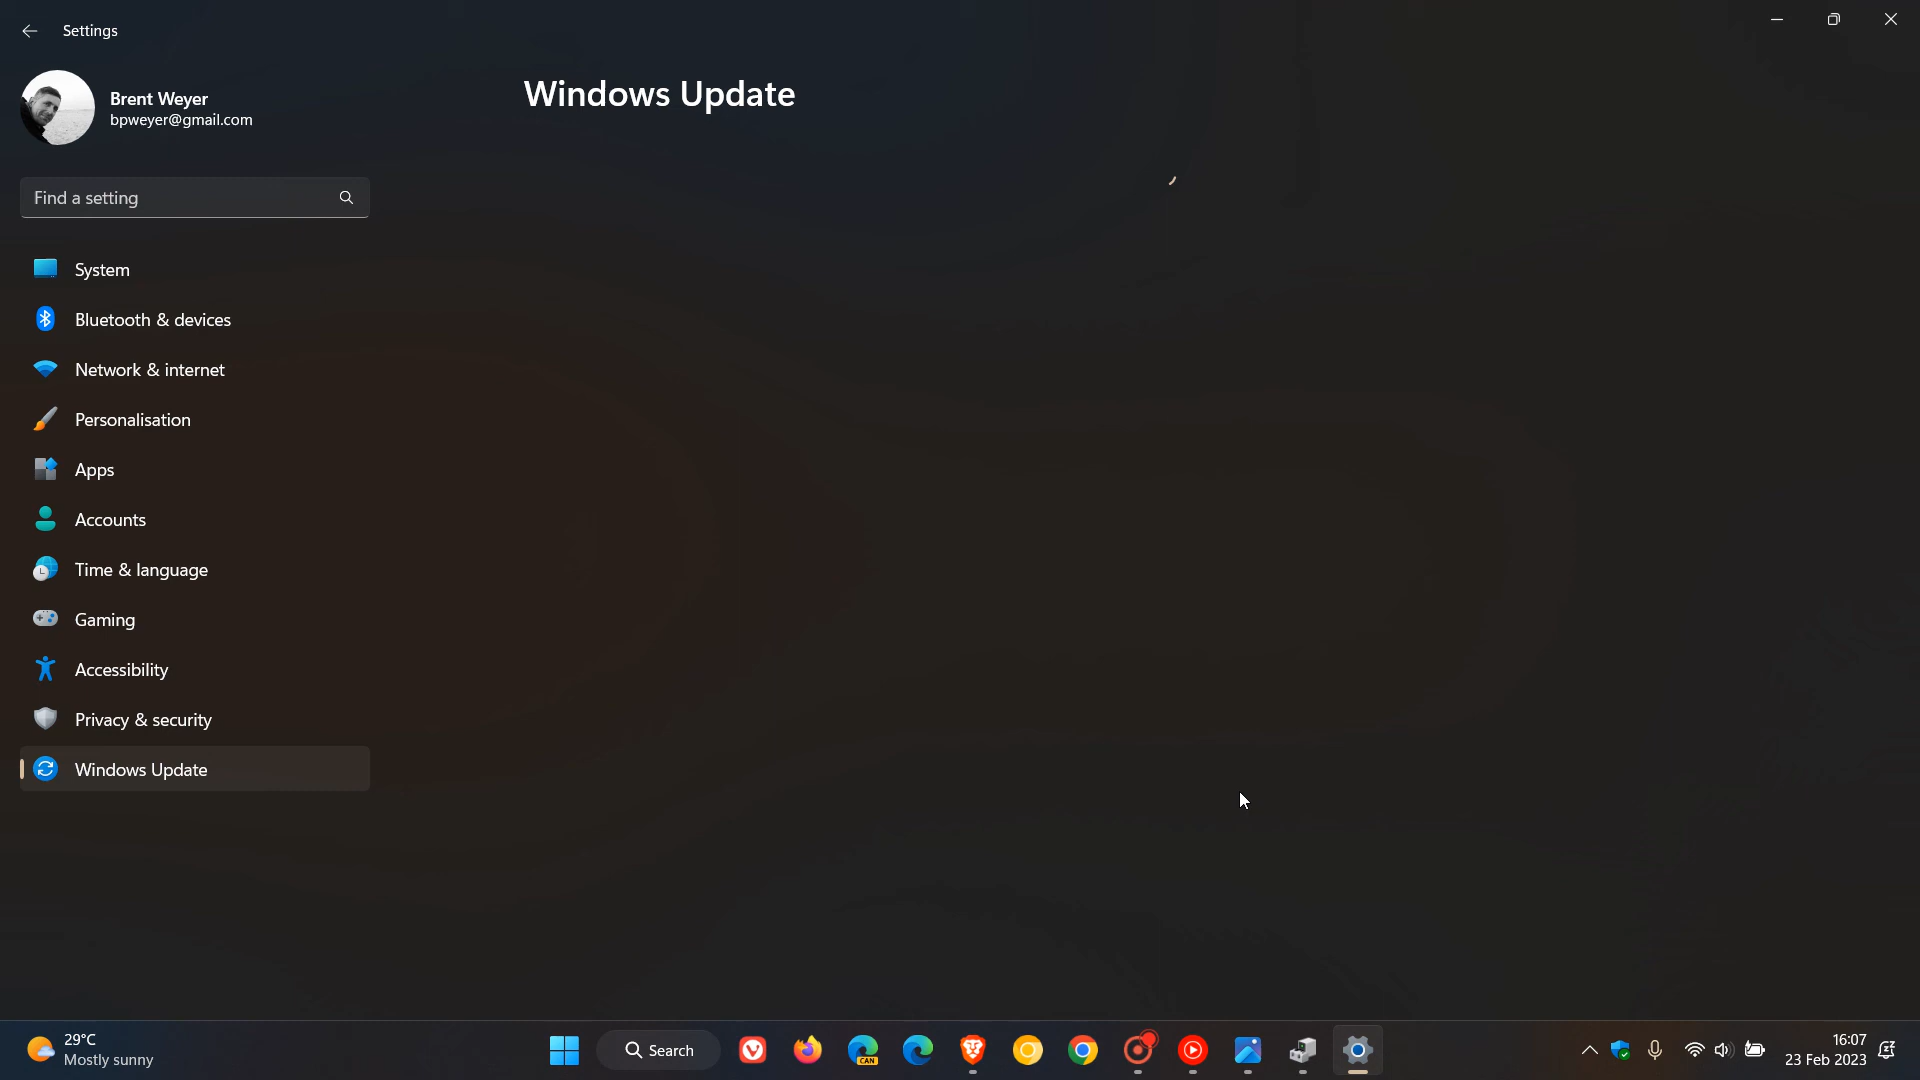 Settings
Brent Weyer
bpweyer@gmail.com
Windows Update
Find a setting
System
Bluetooth & devices
Network & internet
Personalisation
Apps
Accounts
Time & language
Gaming
Accessibility
Privacy & security
Windows Update
29°C
Mostly sunny
Search
CAN
16:07
23 Feb 2023